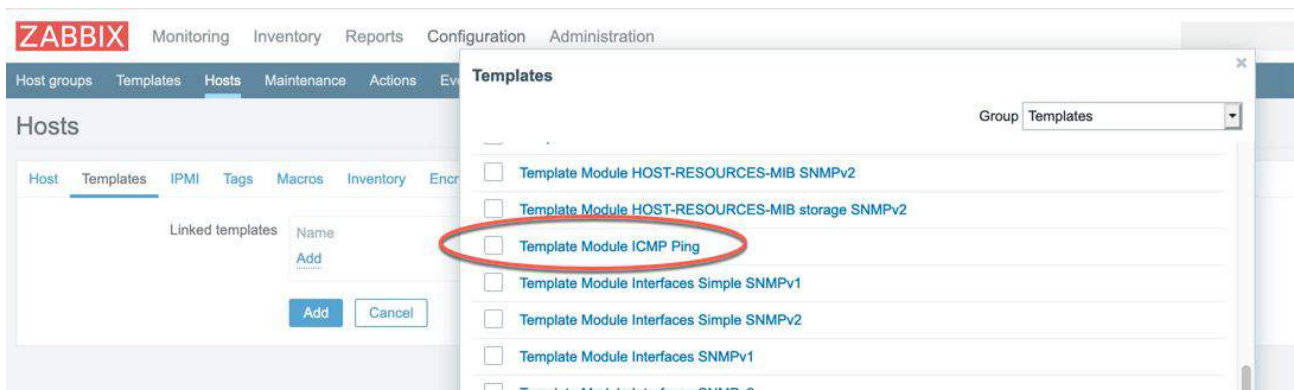 ZABBIX Monitoring Inventory Reports Configuration Administration
Host groups Templates Hosts Maintenance Actions
Hosts
Host Templates IPMI Tags Macros Inventory
Linked templates Name
Add
Add Cancel
Templates
Group Templates
Template Module HOST-RESOURCES-MIB SNMPv2
Template Module HOST-RESOURCES-MIB storage SNMPv2
Template Module ICMP Ping
Template Module Interfaces Simple SNMPv1
Template Module Interfaces Simple SNMPv2
Template Module Interfaces SNMPv1